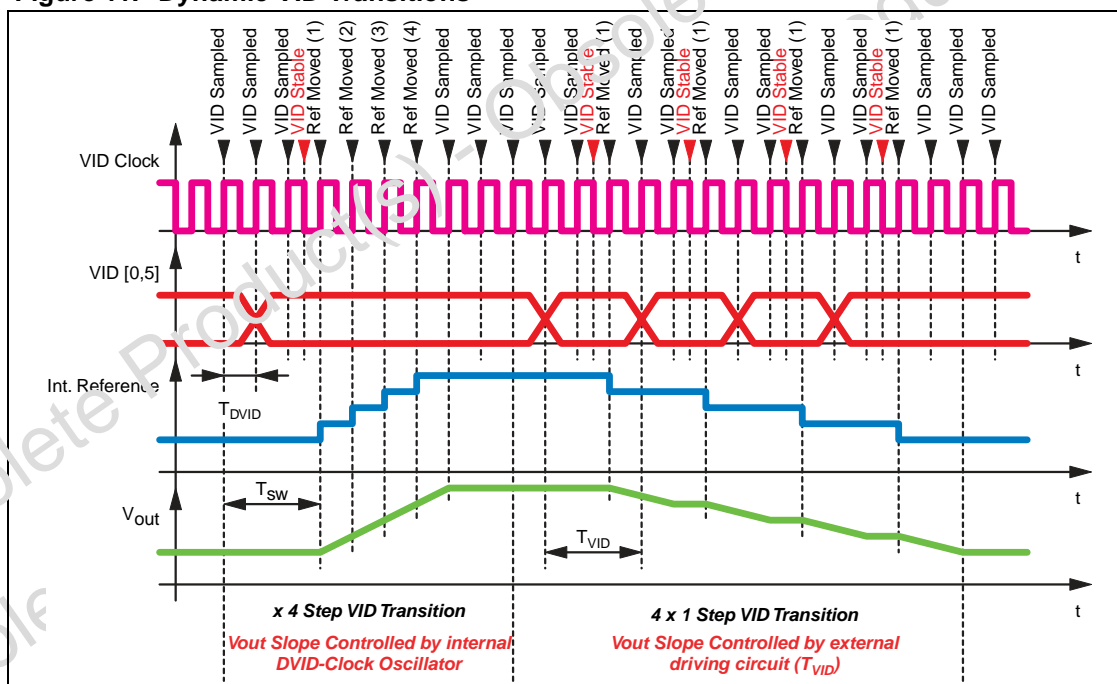 Figure Dynamic VID Transitions
VID Sampled
VID Sampled
VID Sampled
VID Stable
Ref Moved (1)
Ref Moved (2)
Ref Moved (3)
Ref Moved (4)
VID Sampled
VID Sampled
VID Sampled
VID Sampled
VID Sampled
VID Stable
Ref Moved (1)
VID Sampled
VID Sampled
VID Stable
Ref Moved (1)
VID Sampled
VID Sampled
VID Stable
Ref Moved (1)
VID Sampled
VID Sampled
VID Stable
Ref Moved (1)
VID Sampled
VID Sampled
VID Sampled
VID Clock
t
VID [0,5]
t
Int. Reference
TDVID
t
Vout
TSW
TVID
t
x 4 Step VID Transition
Vout Slope Controlled by internal
DVID-Clock Oscillator
4 x 1 Step VID Transition
Vout Slope Controlled by external
driving circuit (TVID)
olete Product(s) - Obsole